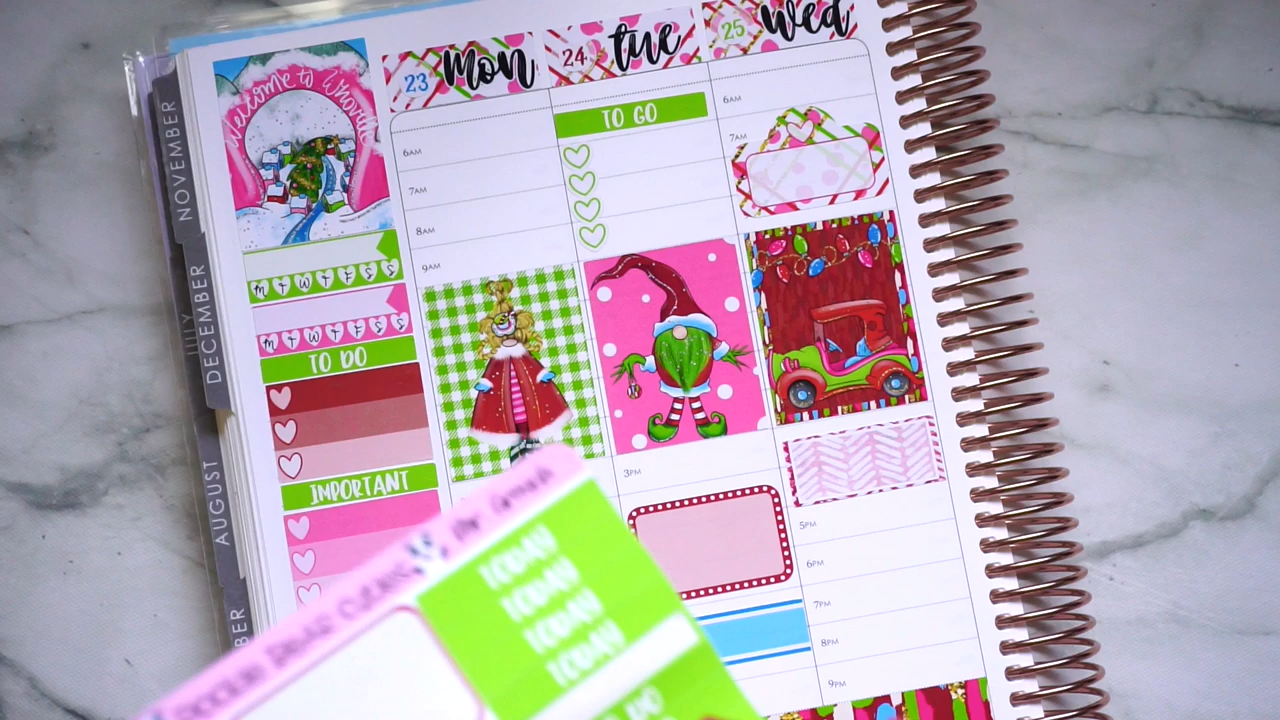 NOVEMBER
DECEMBER
JULY
AUGUST
BER
Welcome to Whoville
M T W T F S S
M T W T F S S
TO DO
IMPORTANT
23 mon
6AM
7AM
8AM
9AM
24 tue
TO GO
3PM
25 wed
6AM
7AM
5PM
6PM
7PM
8PM
9PM
TODAY
TODAY
TODAY
TODAY